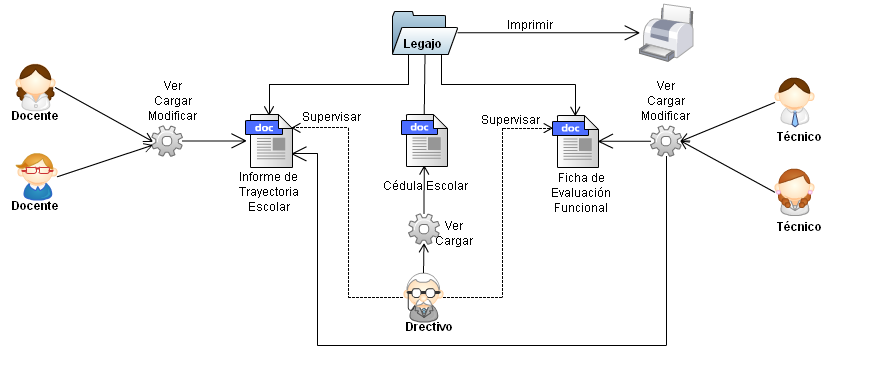 Imprimir
Legajo
Ver
Cargar
Modificar
Ver
Cargar
Modificar
Docente
doc
Supervisar
doc
Supervisar
doc
Técnico
Informe de
Trayectoria
Escolar
Cédula Escolar
Ficha de
Evaluación
Funcional
Docente
Técnico
Ver
Cargar
Drectivo